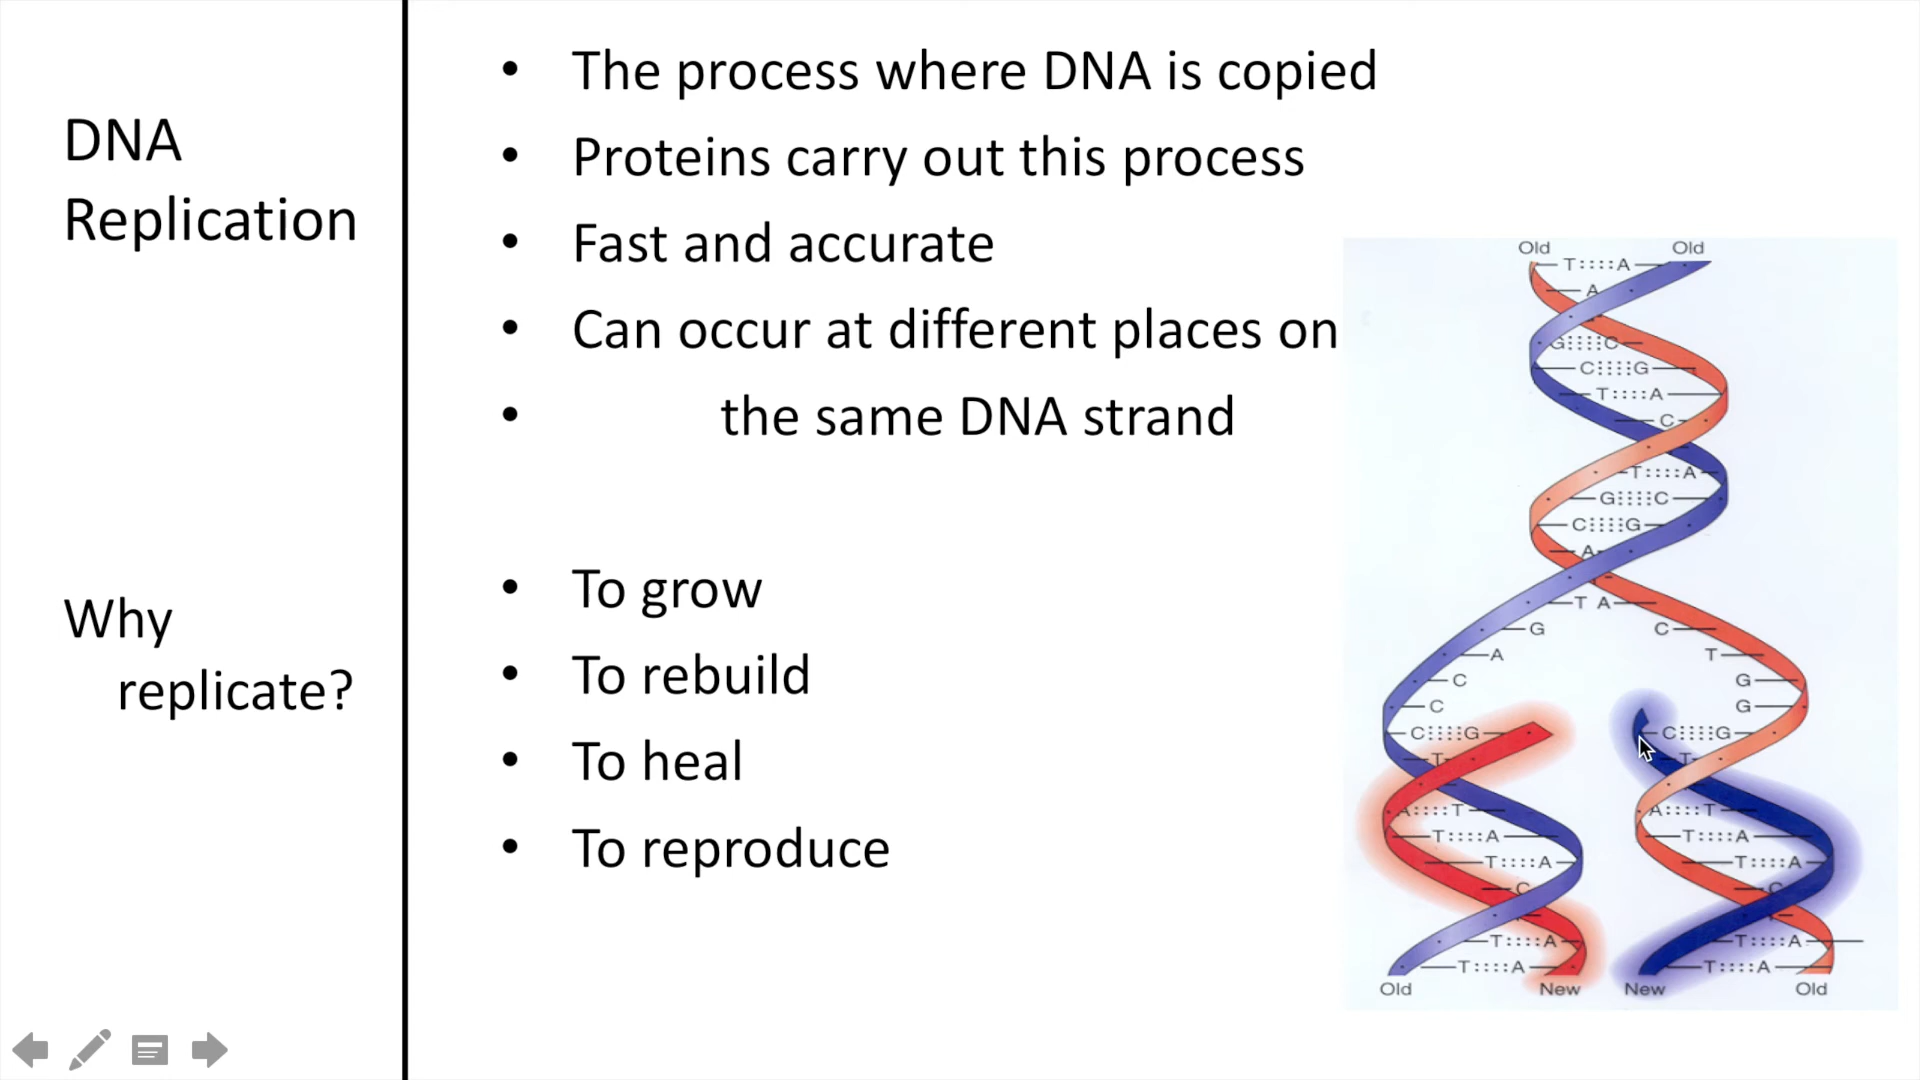 DNA
Replication
• The process where DNA is copied
• Proteins carry out this process
• Fast and accurate
• Can occur at different places on
• the same DNA strand
Why
replicate?
• To grow
• To rebuild
• To heal
• To reproduce
Old Old
T::::A
A
G::::C
C::::G
T::::A
C
T::::A
G::::C
C::::G
A
T A
G C
A T
C G
C G
C::::G C::::G
T T
A::::T A::::T
T::::A T::::A
T::::A T::::A
C C
T::::A T::::A
T::::A T::::A
Old New New Old